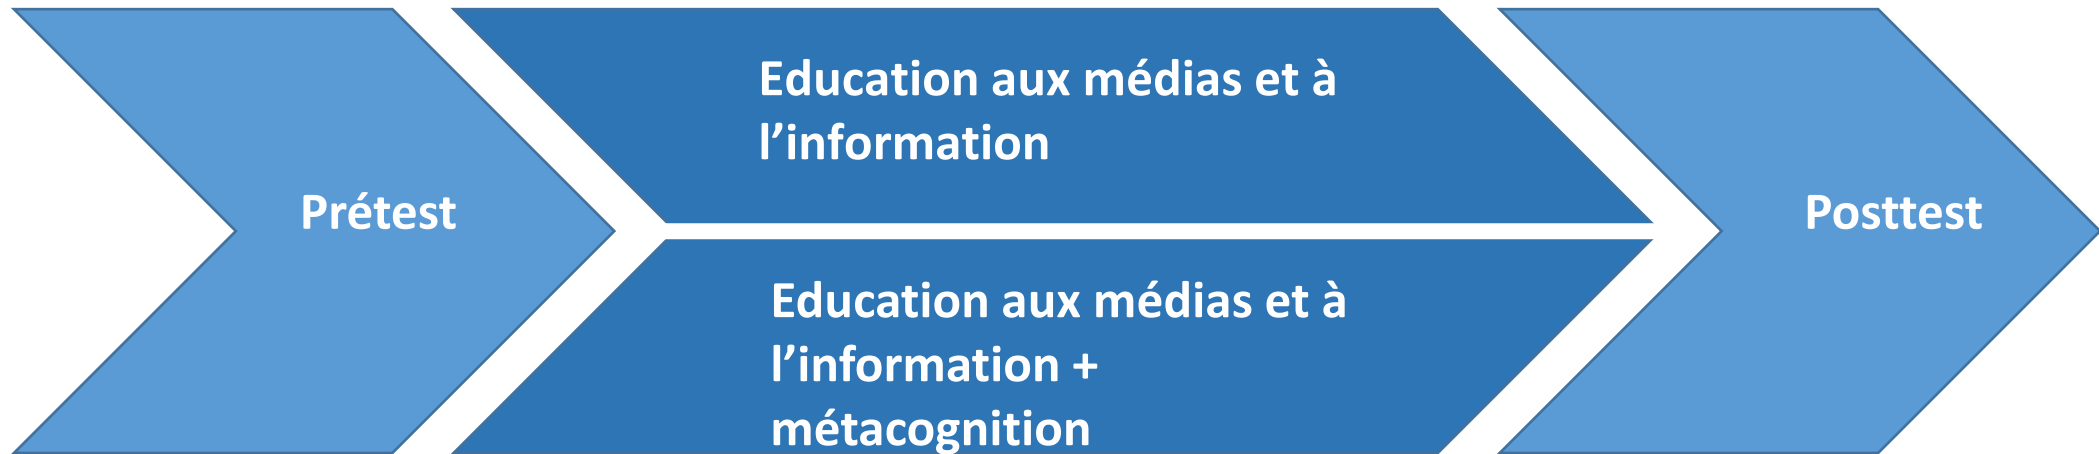 Prétest
Education aux médias et à
l’information
Education aux médias et à
l’information +
métacognition
Posttest